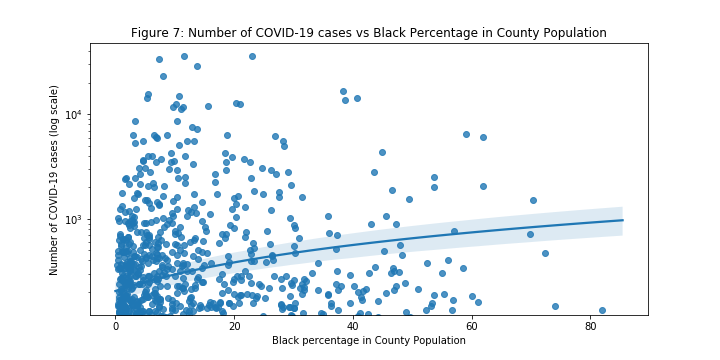 Figure 7: Number of COVID-19 cases vs Black Percentage in County Population
Number of COVID-19 cases (log scale)
10^4
10^3
0 20 40 60 80
Black percentage in County Population